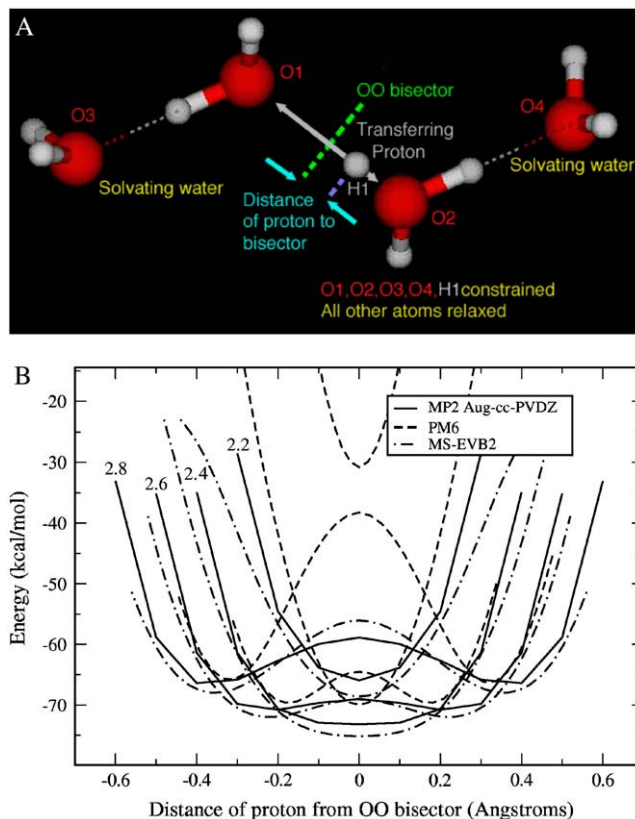 A
O1
O3
OO bisector
O4
Transferring
Proton
Solvating water
H1
Solvating water
Distance
of proton to
bisector
O2
O1,O2,O3,O4,H1constrained
All other atoms relaxed
B
MP2 Aug-cc-PVDZ
PM6
MS-EVB2
2.8
2.6
2.4
2.2
-20
-30
-40
-50
-60
-70
Energy (kcal/mol)
-0.6 -0.4 -0.2 0 0.2 0.4 0.6
Distance of proton from OO bisector (Angstroms)